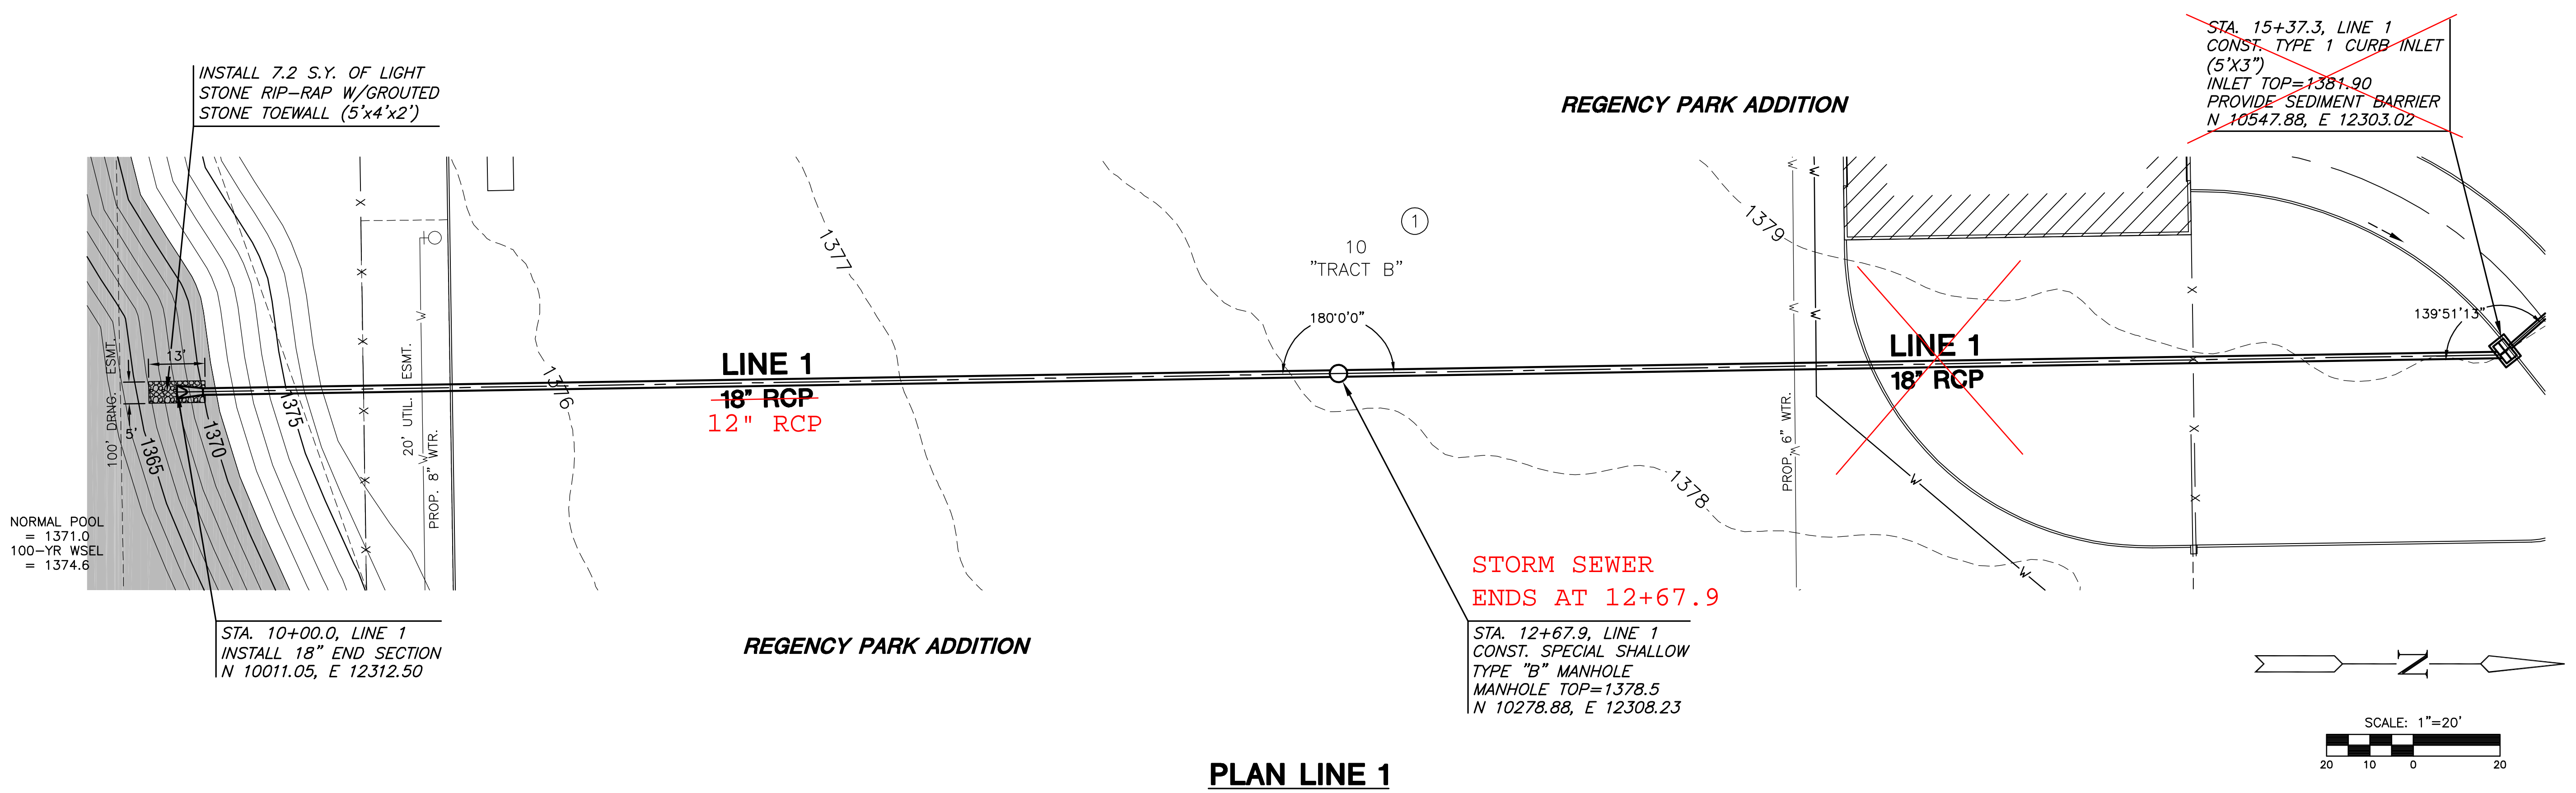 STA. 15+37.3, LINE 1
CONST. TYPE 1 CURB INLET
(5'X3")
INLET TOP=1381.90
PROVIDE SEDIMENT BARRIER
N 10547.88, E 12303.02
INSTALL 7.2 S.Y. OF LIGHT
STONE RIP-RAP W/GROUTED
STONE TOEWALL (5'x4'x2')
REGENCY PARK ADDITION
1379
1377
1
10
"TRACT B"
180°0'0"
139°51'13"
LINE 1
18" RCP
12" RCP
LINE 1
18" RCP
13'
5'
100' DRNG. ESMT.
1365
1370
1375
20' UTIL. ESMT.
PROP. 8" WTR.
W
W
1376
1378
PROP. 6" WTR.
W
W
W
W
W
W
W
X
X
X
X
X
X
X
X
X
X
NORMAL POOL
= 1371.0
100-YR WSEL
= 1374.6
STORM SEWER
ENDS AT 12+67.9
STA. 10+00.0, LINE 1
INSTALL 18" END SECTION
N 10011.05, E 12312.50
REGENCY PARK ADDITION
STA. 12+67.9, LINE 1
CONST. SPECIAL SHALLOW
TYPE "B" MANHOLE
MANHOLE TOP=1378.5
N 10278.88, E 12308.23
N
SCALE: 1"=20'
20 10 0 20
PLAN LINE 1